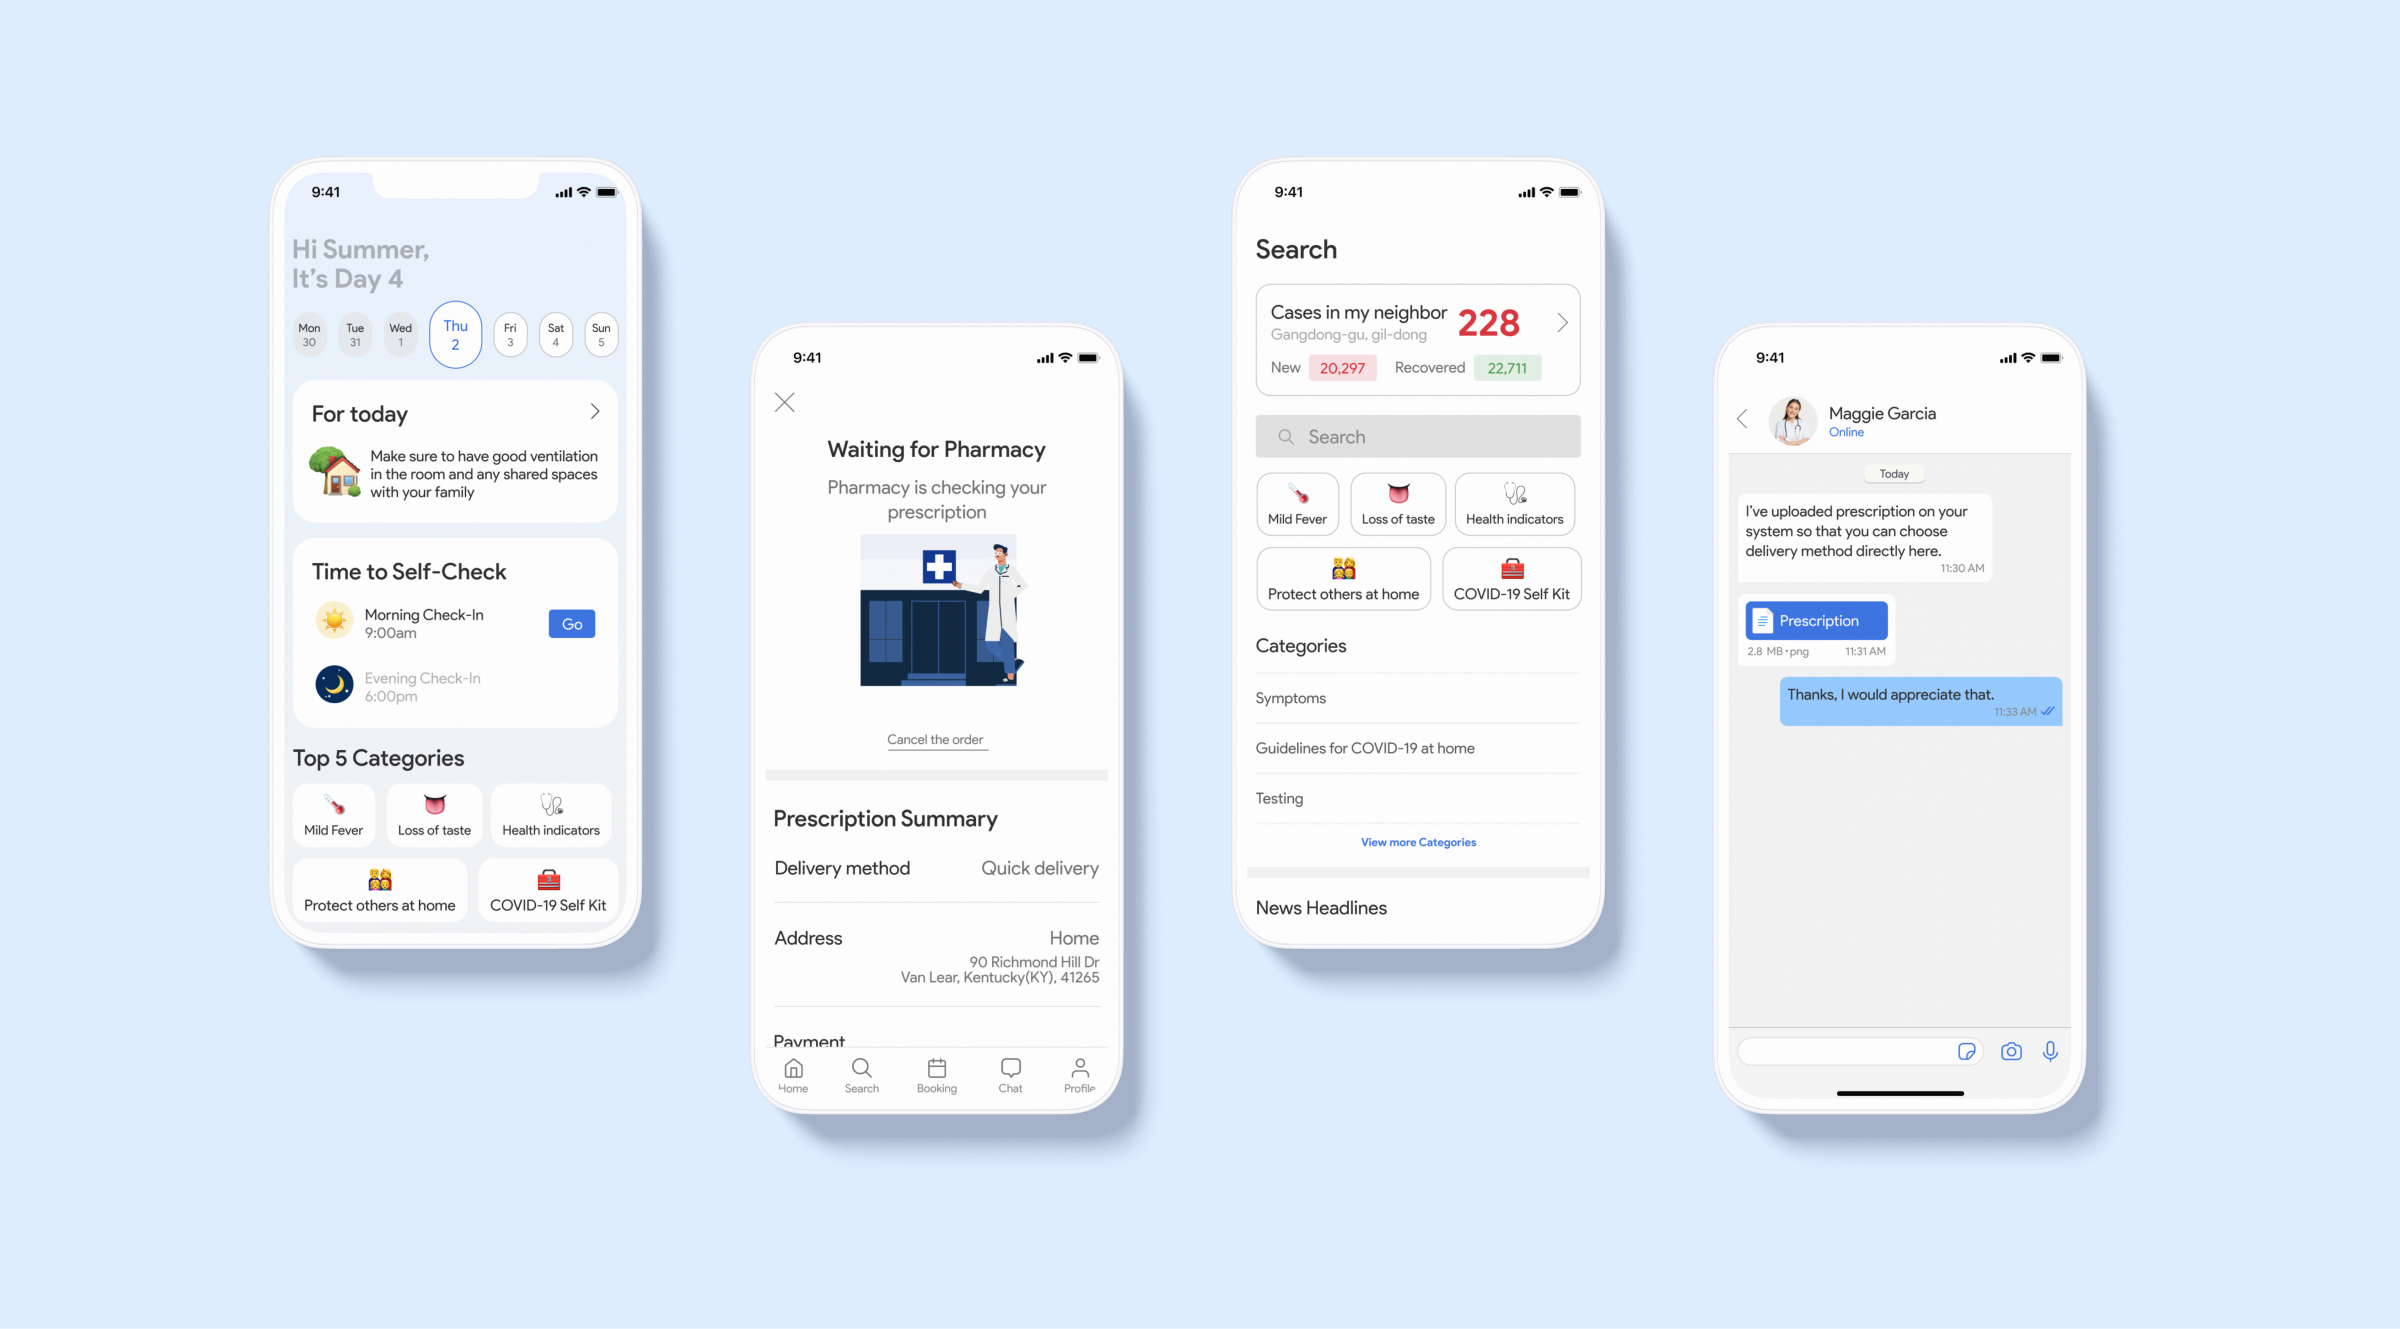 9:41
Hi Summer,
It's Day 4
Mon Tue Wed Thu Fri Sat Sun
30 31 1 2 3 4 5
For today
Make sure to have good ventilation
in the room and any shared spaces
with your family
Time to Self-Check
Morning Check-In
9:00am
Go
Evening Check-In
6:00pm
Top 5 Categories
Mild Fever Loss of taste Health indicators
Protect others at home COVID-19 Self Kit
9:41
Waiting for Pharmacy
Pharmacy is checking your
prescription
Cancel the order
Prescription Summary
Delivery method Quick delivery
Address Home
90 Richmond Hill Dr
Van Lear, Kentucky(KY), 41265
Payment
Home Search Booking Chat Profile
9:41
Search
Cases in my neighbor 228
Gangdong-gu, gil-dong
New 20,297 Recovered 22,711
Search
Mild Fever Loss of taste Health indicators
Protect others at home COVID-19 Self Kit
Categories
Symptoms
Guidelines for COVID-19 at home
Testing
View more Categories
News Headlines
9:41
Maggie Garcia
Online
Today
I've uploaded prescription on your
system so that you can choose
delivery method directly here.
11:30 AM
Prescription
2.8 MB•png 11:31 AM
Thanks, I would appreciate that.
11:33 AM